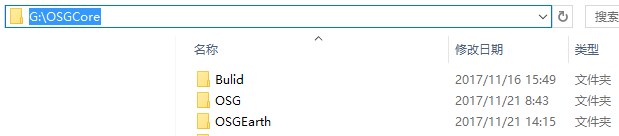 G:\OSGCore
搜索
名称 修改日期 类型
Bulid 2017/11/16 15:49 文件夹
OSG 2017/11/21 8:43 文件夹
OSGEarth 2017/11/21 14:15 文件夹